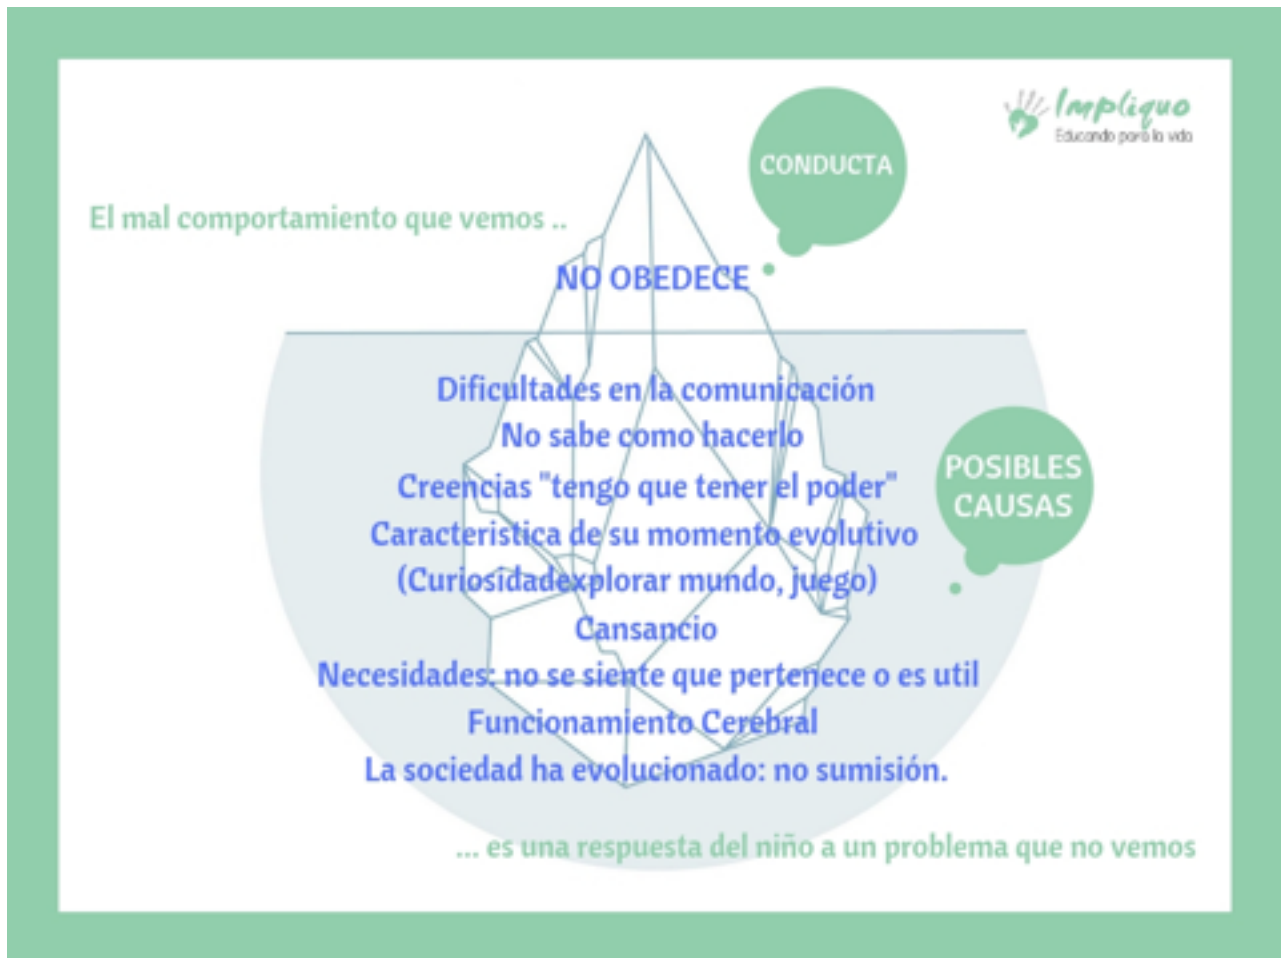 Impliquo
Educando para la vida
CONDUCTA
El mal comportamiento que vemos ..
NO OBEDECE
Dificultades en la comunicación
No sabe como hacerlo
Creencias "tengo que tener el poder"
POSIBLES
CAUSAS
Caracteristica de su momento evolutivo
(Curiosidadexplorar mundo, juego)
Cansancio
Necesidades: no se siente que pertenece o es util
Funcionamiento Cerebral
La sociedad ha evolucionado: no sumisión.
... es una respuesta del niño a un problema que no vemos